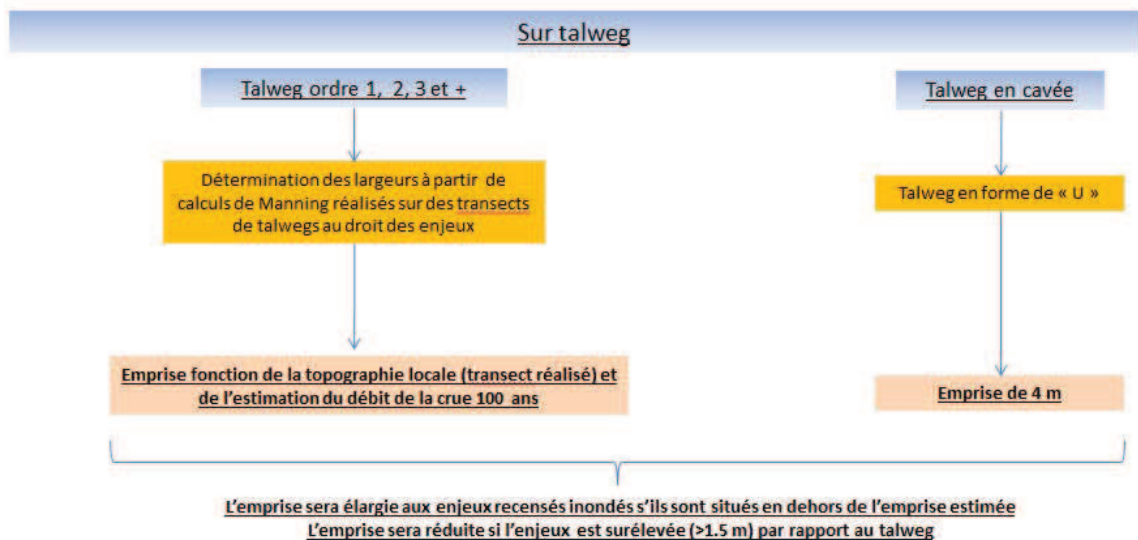 Sur talweg
Talweg ordre 1, 2, 3 et +
Talweg en cavée
Détermination des largeurs à partir de
calculs de Manning réalisés sur des transects
de talwegs au droit des enjeux
Talweg en forme de « U »
Emprise fonction de la topographie locale (transect réalisé) et
de l'estimation du débit de la crue 100 ans
Emprise de 4 m
L'emprise sera élargie aux enjeux recensés inondés s'ils sont situés en dehors de l'emprise estimée
L'emprise sera réduite si l'enjeux est surélevée (>1.5 m) par rapport au talweg